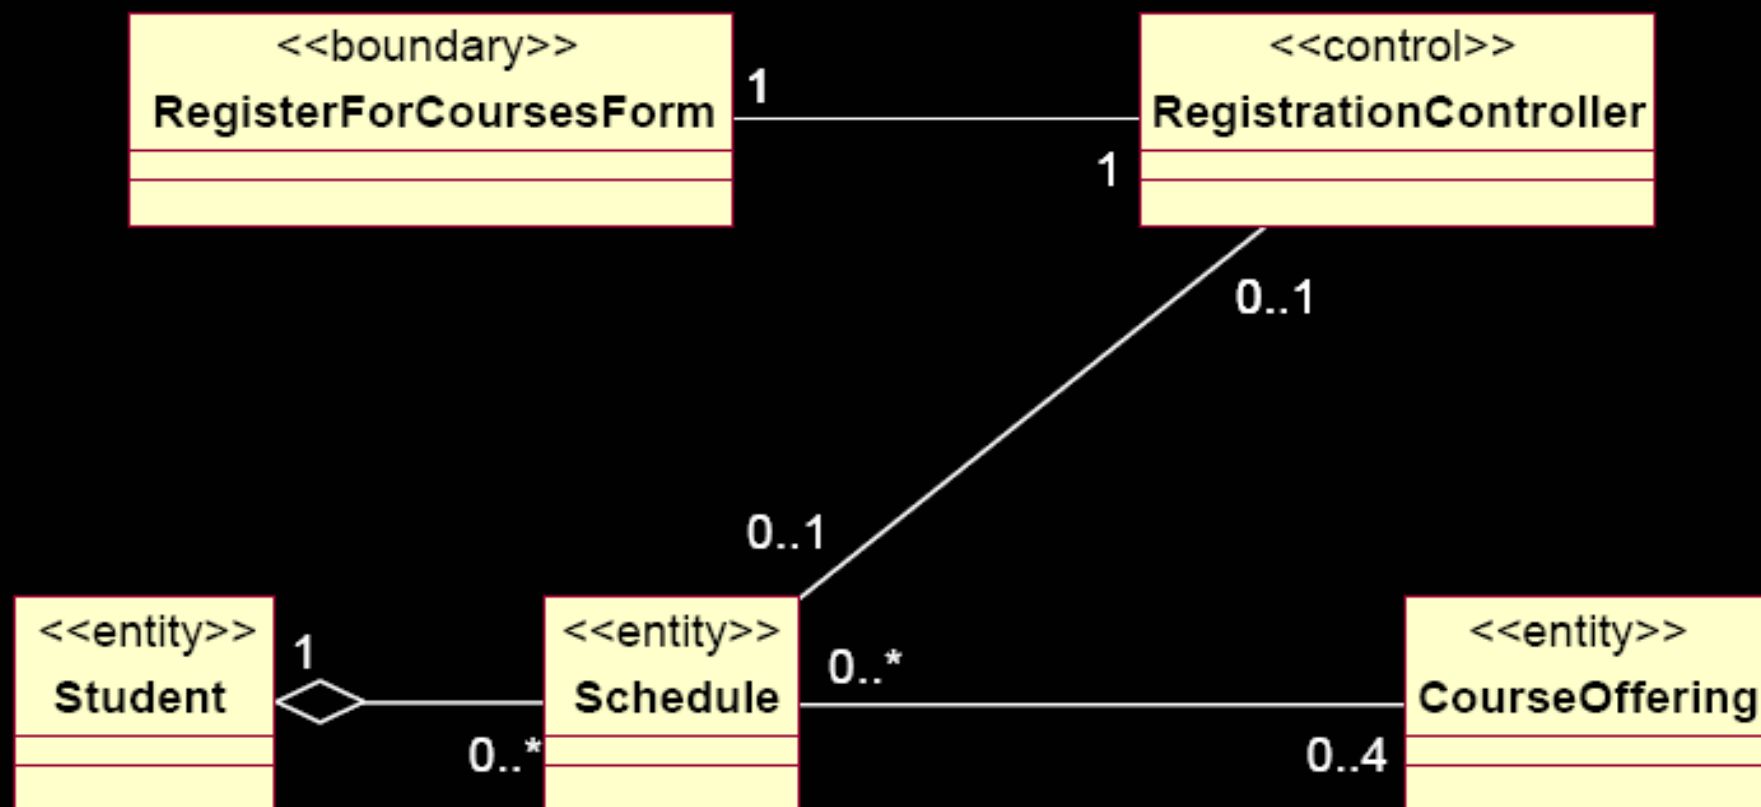 <<boundary>>
RegisterForCoursesForm
1
1
<<control>>
RegistrationController
0..1
0..1
<<entity>>
Student
1
0..*
<<entity>>
Schedule
0..*
0..4
<<entity>>
CourseOffering